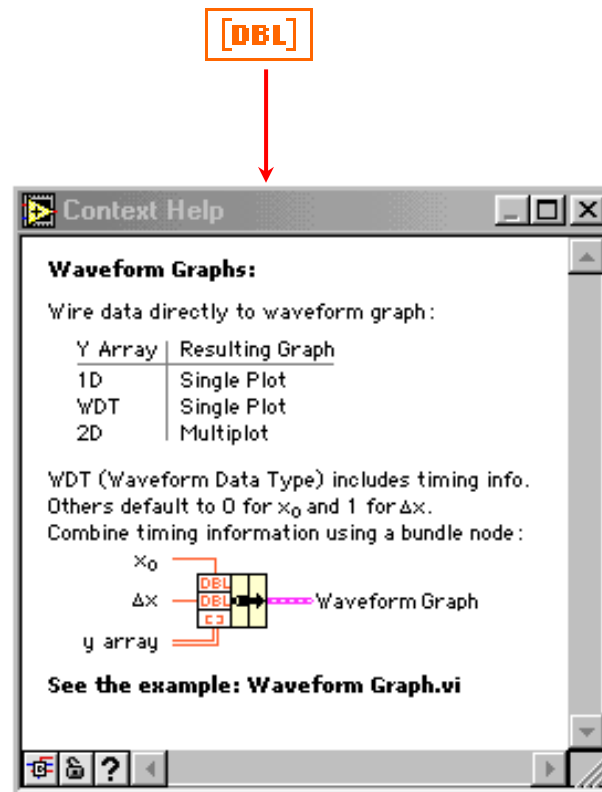 [DBL]
Context Help
Waveform Graphs:
Wire data directly to waveform graph:
Y Array Resulting Graph
1D Single Plot
WDT Single Plot
2D Multiplot
WDT (Waveform Data Type) includes timing info.
Others default to 0 for x₀ and 1 for Δx.
Combine timing information using a bundle node:
x₀
DBL
Δx DBL Waveform Graph
[]
y array
See the example: Waveform Graph.vi
?